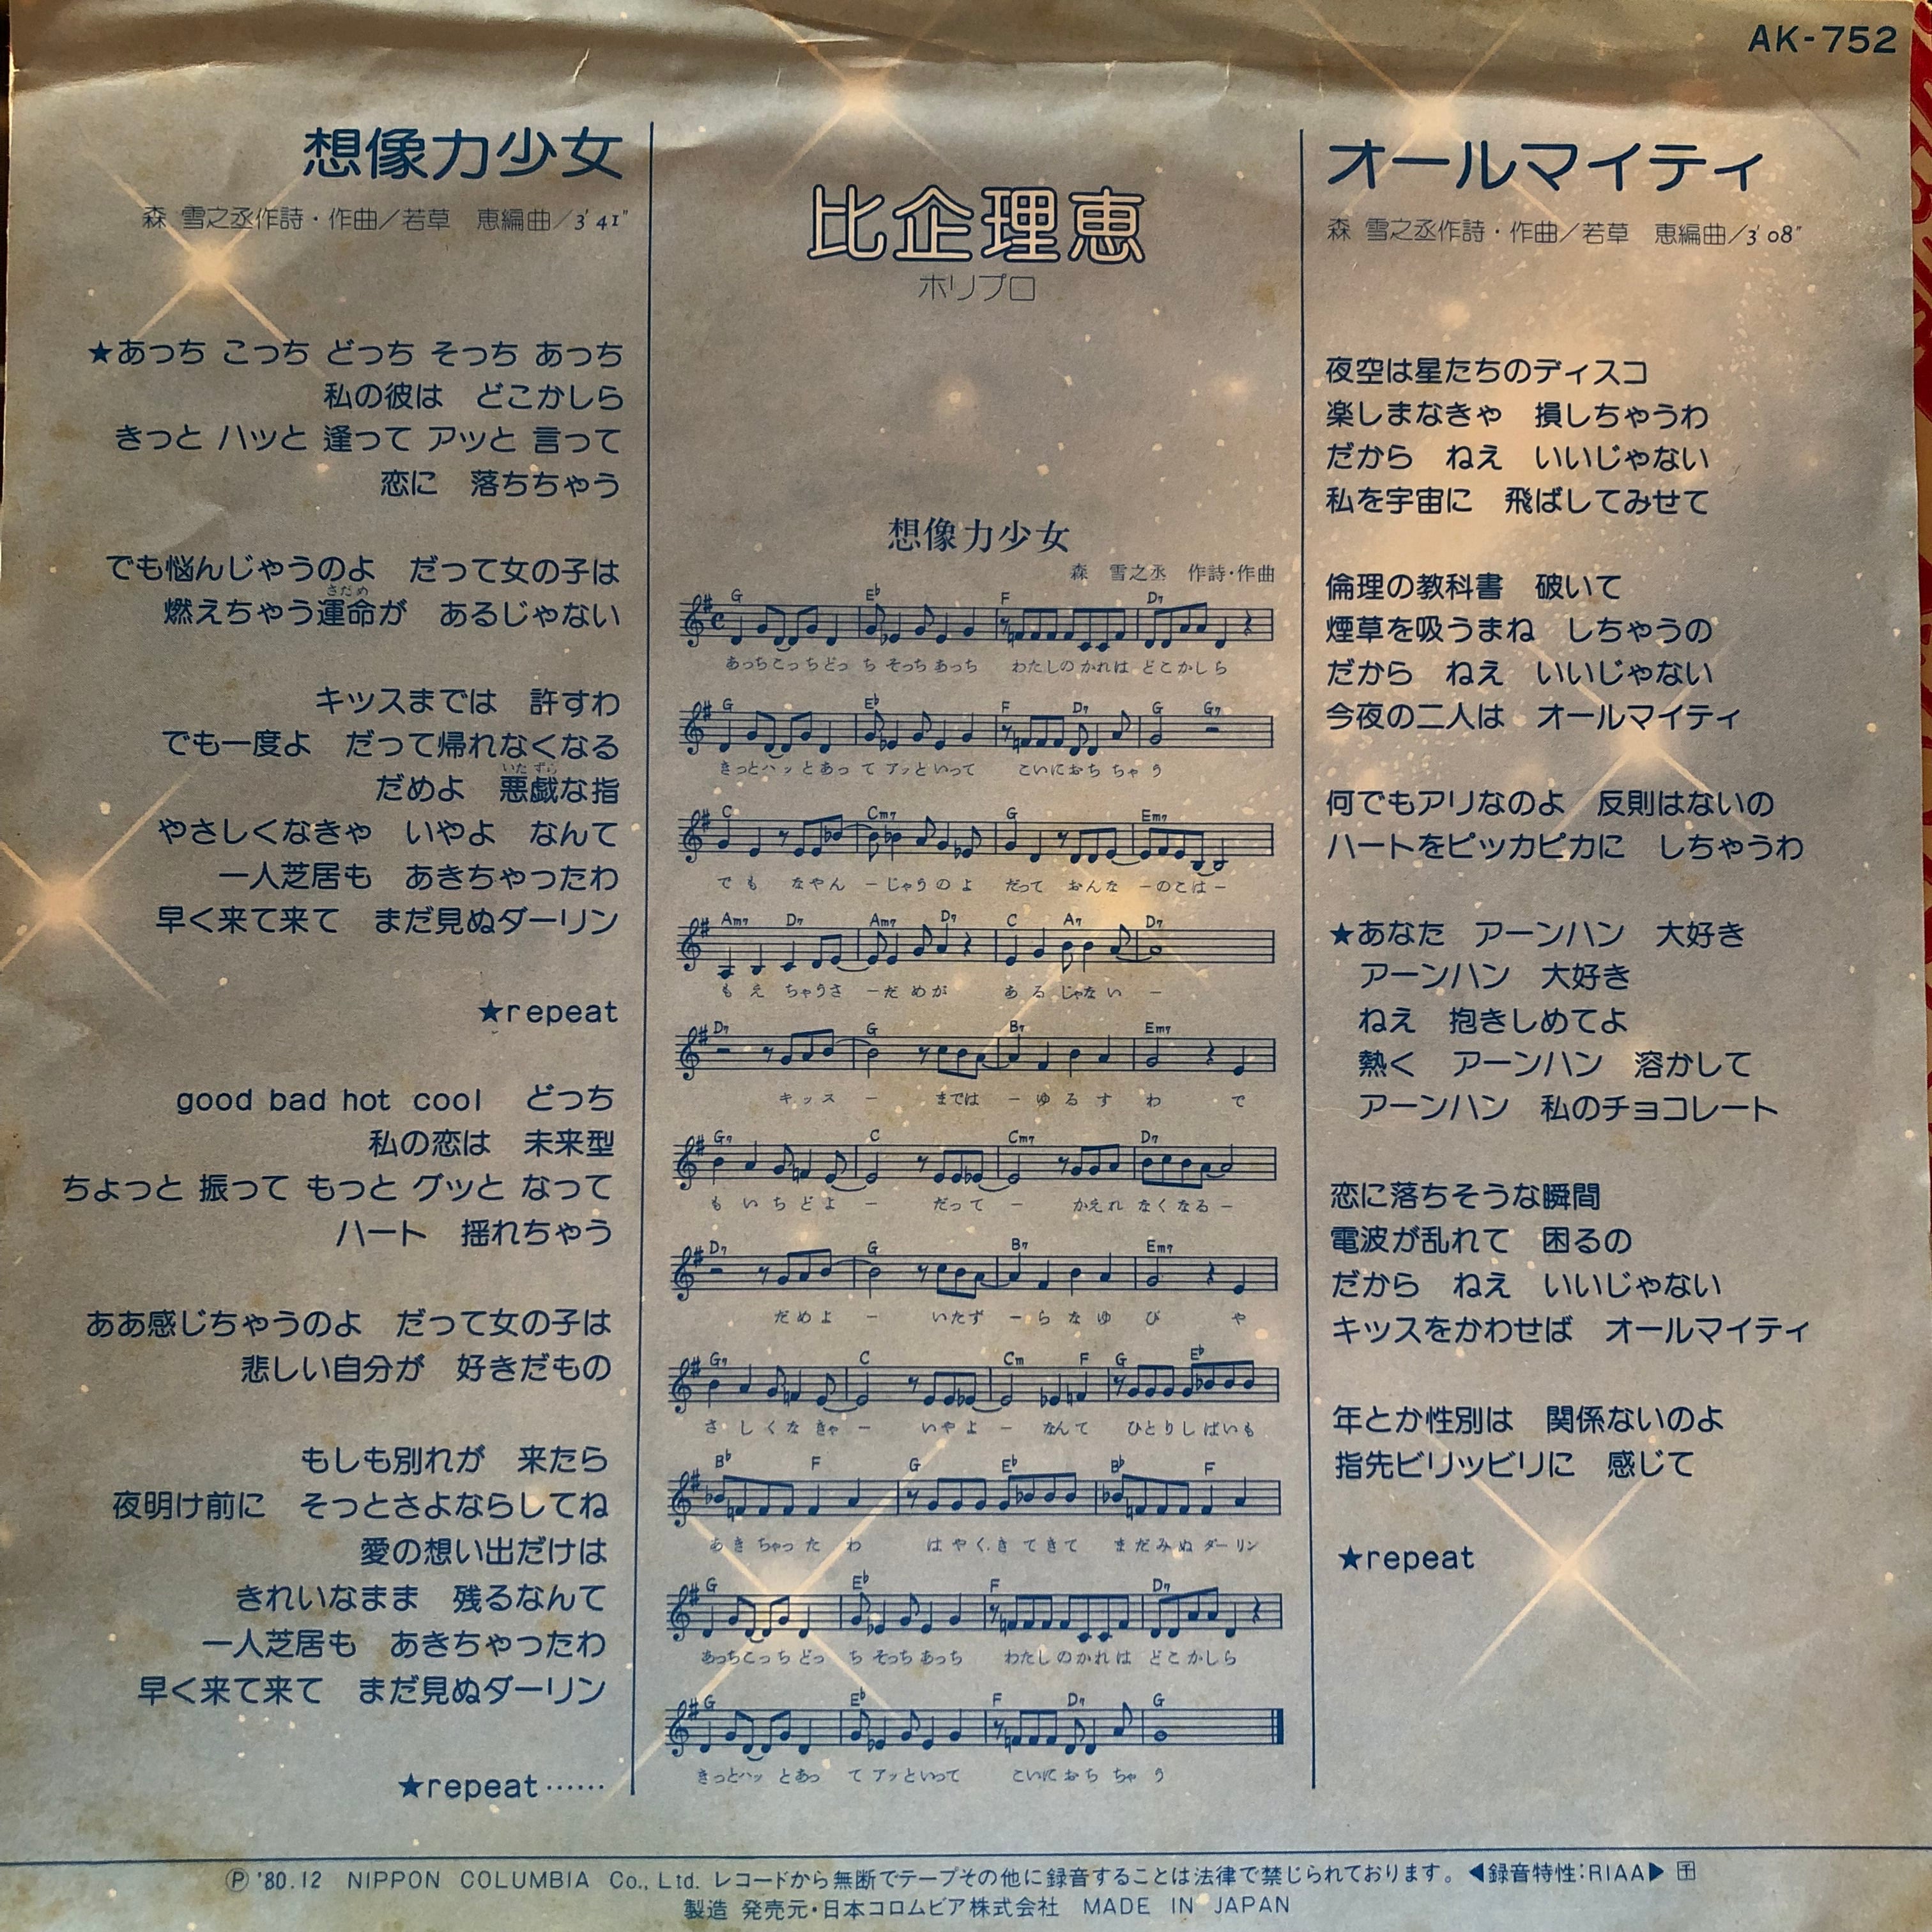 AK-752
想像力少女
森 雪之丞作詩・作曲／若草 恵編曲／3'41"
★あっち こっち どっち そっち あっち
私の彼は どこかしら
きっと ハッと 逢って アッと 言って
恋に 落ちちゃう
でも悩んじゃうのよ だって女の子は
さだめ
燃えちゃう運命が あるじゃない
キッスまでは 許すわ
でも一度よ だって帰れなくなる
いたずら
だめよ 悪戯な指
やさしくなきゃ いやよ なんて
一人芝居も あきちゃったわ
早く来て来て まだ見ぬダーリン
★repeat
good bad hot cool どっち
私の恋は 未来型
ちょっと 振って もっと グッと なって
ハート 揺れちゃう
ああ感じちゃうのよ だって女の子は
悲しい自分が 好きだもの
もしも別れが 来たら
夜明け前に そっとさよならしてね
愛の想い出だけは
きれいなまま 残るなんて
一人芝居も あきちゃったわ
早く来て来て まだ見ぬダーリン
★repeat……
比企理恵
ホリプロ
想像力少女
森 雪之丞 作詩・作曲
G E♭ F D7
あっちこっちどっ ち そっち あっち わたしの かれは どこかしら
G E♭ F D7 G G7
きっとハッ とあっ て アッといって こいにおち ちゃ う
C Cm7 G Em7
で も なやん ーじゃうのよ だって おんな ーのこはー
Am7 D7 Am7 D7 C A7 D7
も え ちゃうさ ーだ めが あ る じゃな い ー
D7 G B7 Em7
キッス ー までは ーゆ る す わ で
G7 C Cm7 D7
も い ち ど よ ー だって ー かえれ なくなるー
D7 G B7 Em7
だ め よ ー いたず ーら な ゆ び や
G7 C Cm F G E♭
さ し く な きゃ ー いやよ ー なんて ひとりし ばいも
B♭ F G E♭ B♭ F
あ き ちゃっ た わ は や く き て き て ま だ み ぬ ダー リン
G E♭ F D7
あっちこっ ち どっ ち そっち あっち わたし の かれ は どこ かしら
G E♭ F D7 G
きっとハッ とあっ て アッといって こいに おち ちゃ う
オールマイティ
森 雪之丞作詩・作曲／若草 恵編曲／3'08"
夜空は星たちのディスコ
楽しまなきゃ 損しちゃうわ
だから ねえ いいじゃない
私を宇宙に 飛ばしてみせて
倫理の教科書 破いて
煙草を吸うまね しちゃうの
だから ねえ いいじゃない
今夜の二人は オールマイティ
何でもアリなのよ 反則はないの
ハートをピッカピカに しちゃうわ
★あなた アーンハン 大好き
アーンハン 大好き
ねえ 抱きしめてよ
熱く アーンハン 溶かして
アーンハン 私のチョコレート
恋に落ちそうな瞬間
電波が乱れて 困るの
だから ねえ いいじゃない
キッスをかわせば オールマイティ
年とか性別は 関係ないのよ
指先ビリッビリに 感じて
★repeat
Ⓟ '80.12 NIPPON COLUMBIA Co., Ltd. レコードから無断でテープその他に録音することは法律で禁じられております。 ◀録音特性:RIAA▶
製造 発売元・日本コロムビア株式会社 MADE IN JAPAN